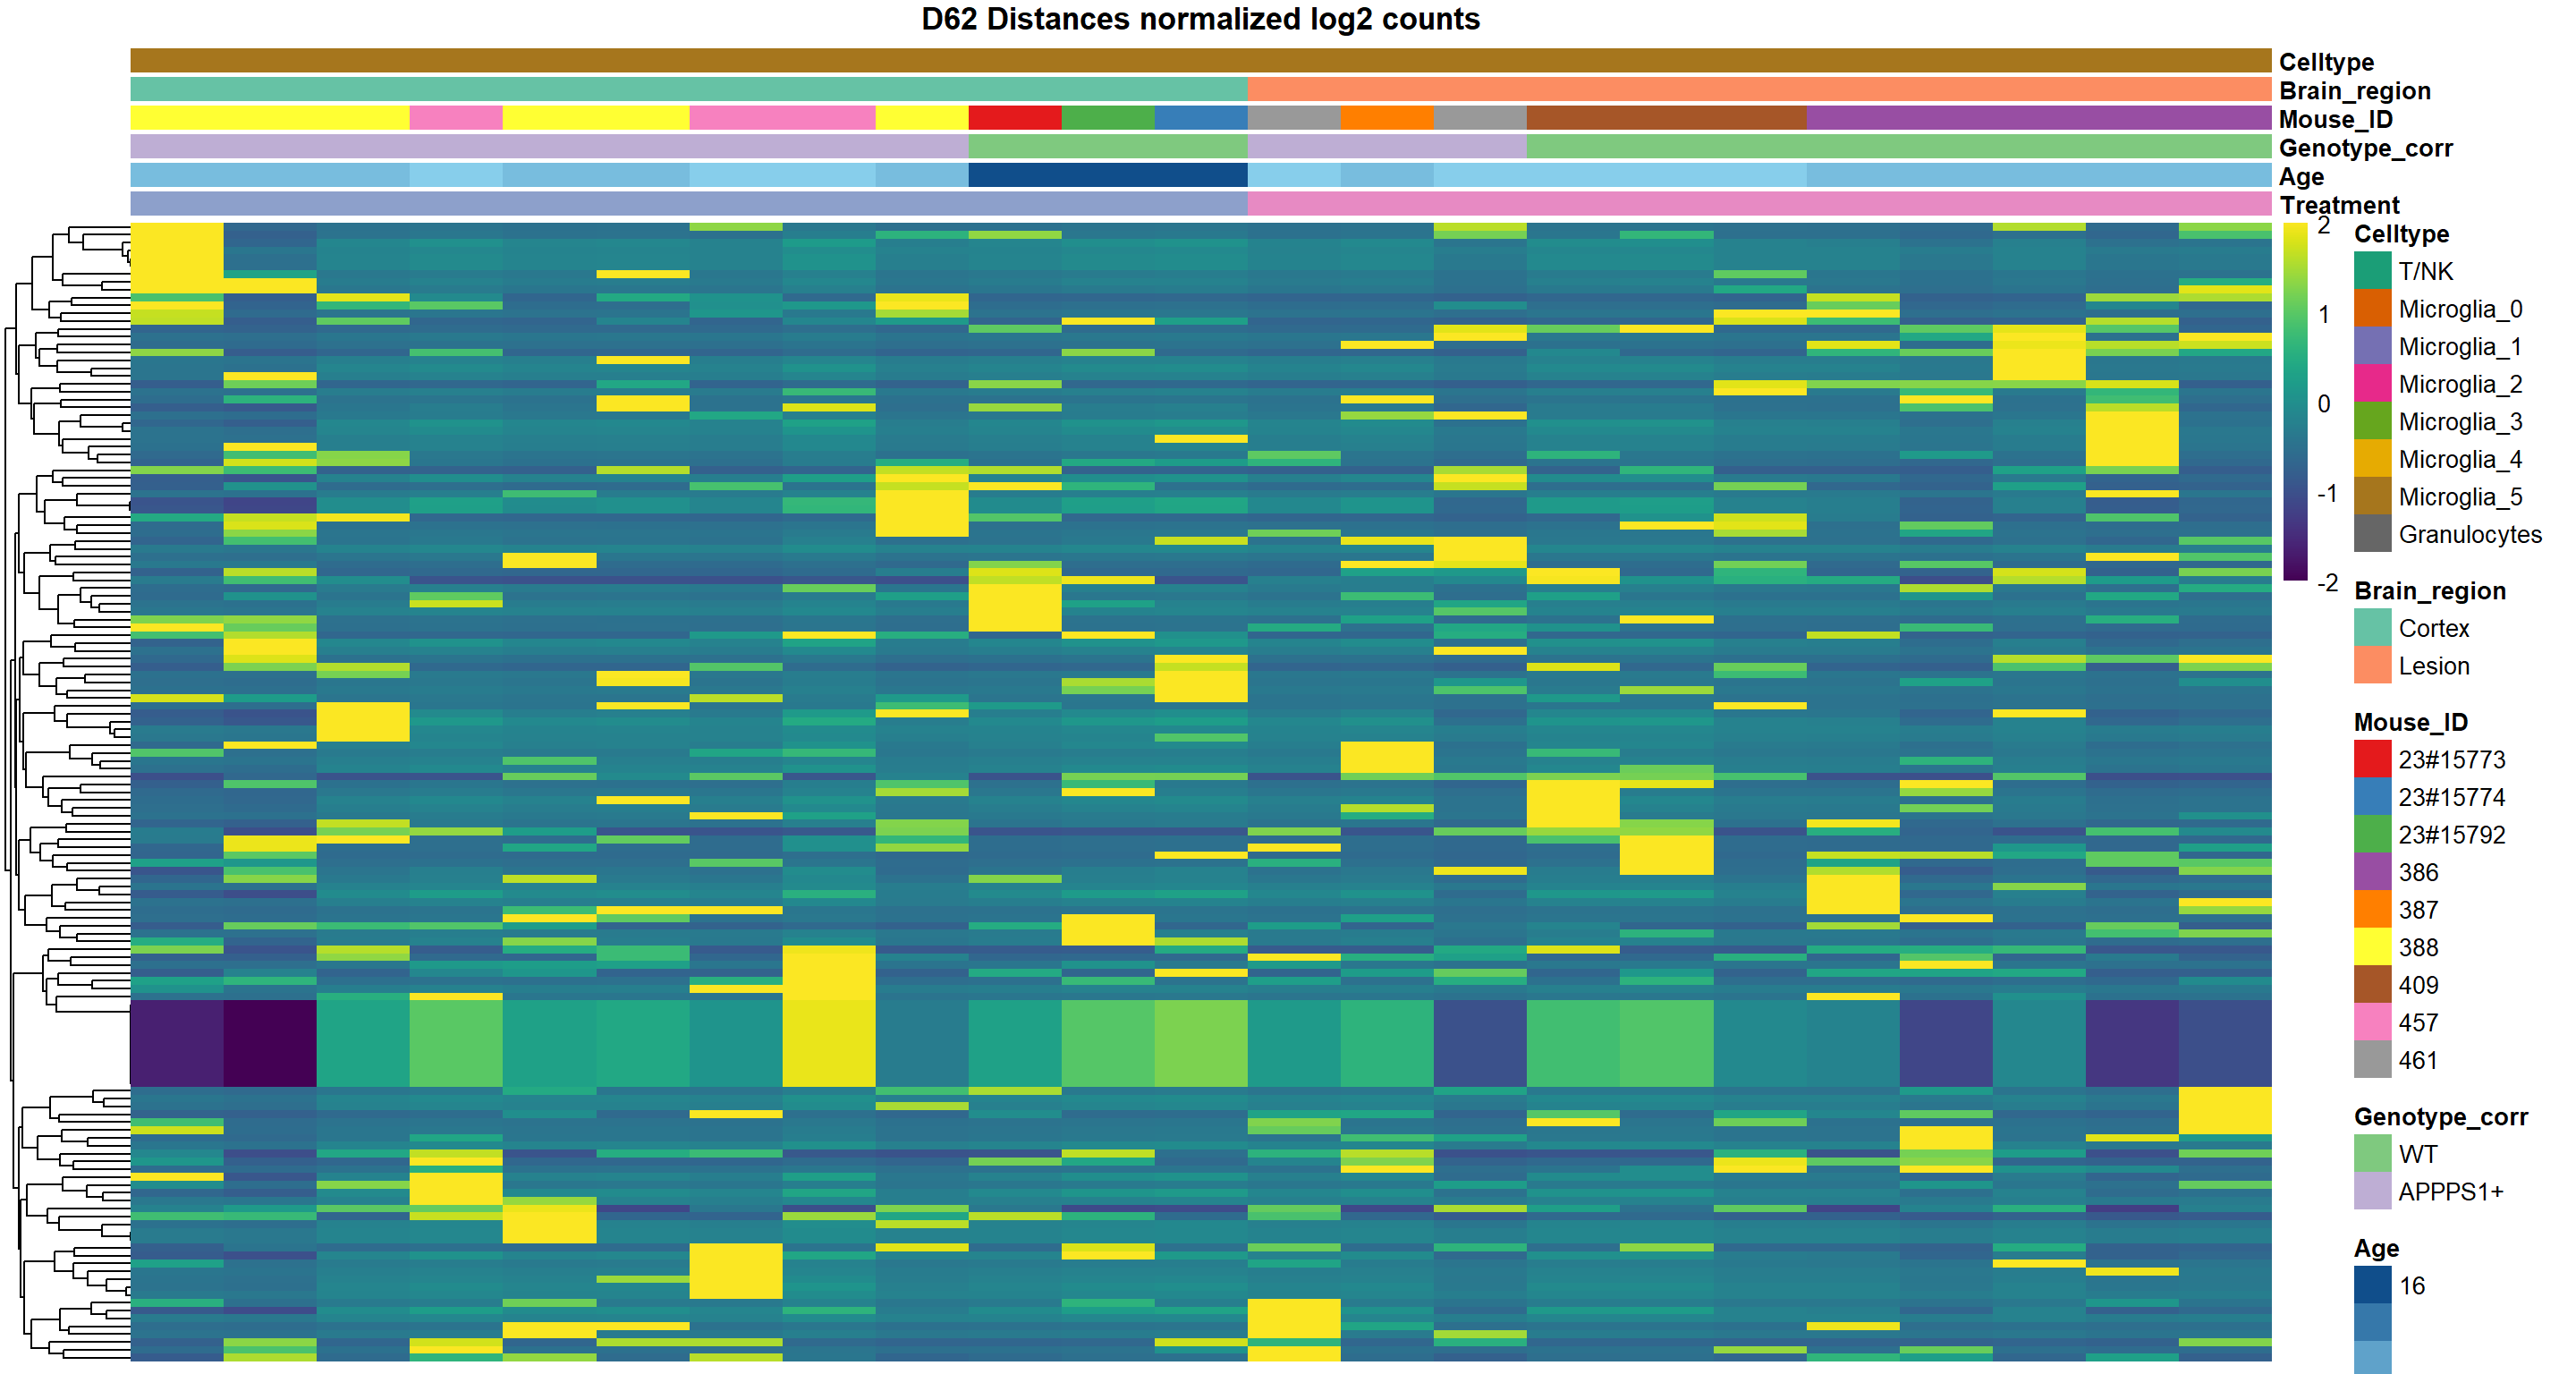 D62 Distances normalized log2 counts
Celltype
Brain_region
Mouse_ID
Genotype_corr
Age
Treatment
2
1
0
-1
-2
Celltype
T/NK
Microglia_0
Microglia_1
Microglia_2
Microglia_3
Microglia_4
Microglia_5
Granulocytes
Brain_region
Cortex
Lesion
Mouse_ID
23#15773
23#15774
23#15792
386
387
388
409
457
461
Genotype_corr
WT
APPPS1+
Age
16